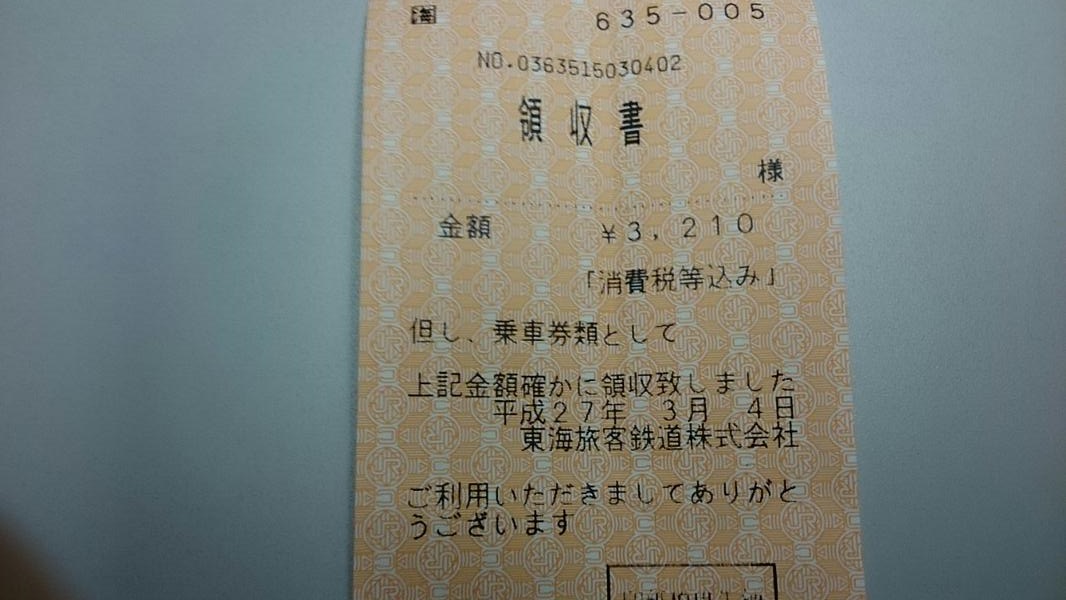 海 635-005
NO.0363515030402
領収書
様
金額 ¥3,210
「消費税等込み」
但し、乗車券類として
上記金額確かに領収致しました
平成27年 3月 4日
東海旅客鉄道株式会社
ご利用いただきましてありがと
うございます